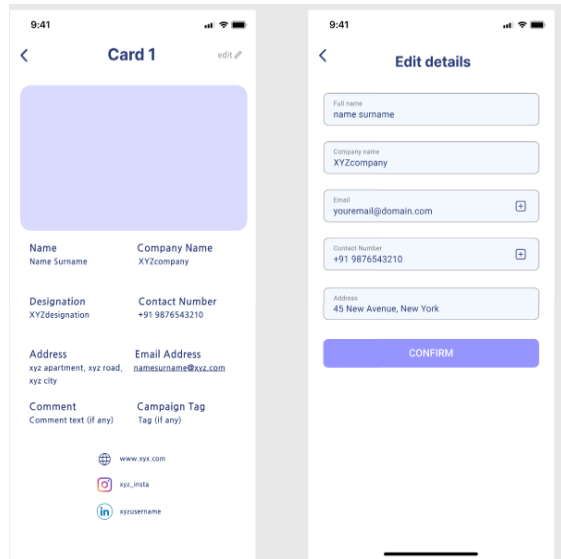 9:41
Card 1
edit
Name
Name Surname
Company Name
XYZcompany
Designation
XYZdesignation
Contact Number
+91 9876543210
Address
xyz apartment, xyz road,
xyz city
Email Address
namesurname@xyz.com
Comment
Comment text (if any)
Campaign Tag
Tag (if any)
www.xyx.com
xyz_insta
in
xyzusername
9:41
Edit details
Full name
name surname
Company name
XYZcompany
Email
youremail@domain.com
Contact Number
+91 9876543210
Address
45 New Avenue, New York
CONFIRM